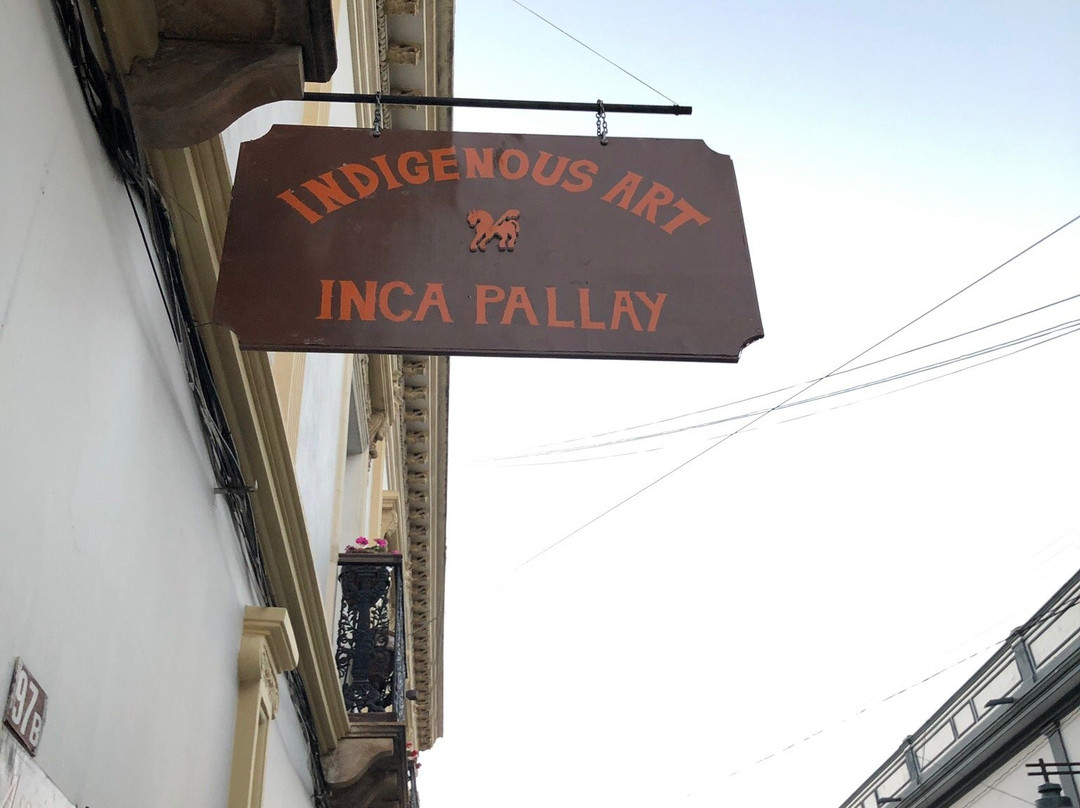 INDIGENOUS ART
INCA PALLAY
97B